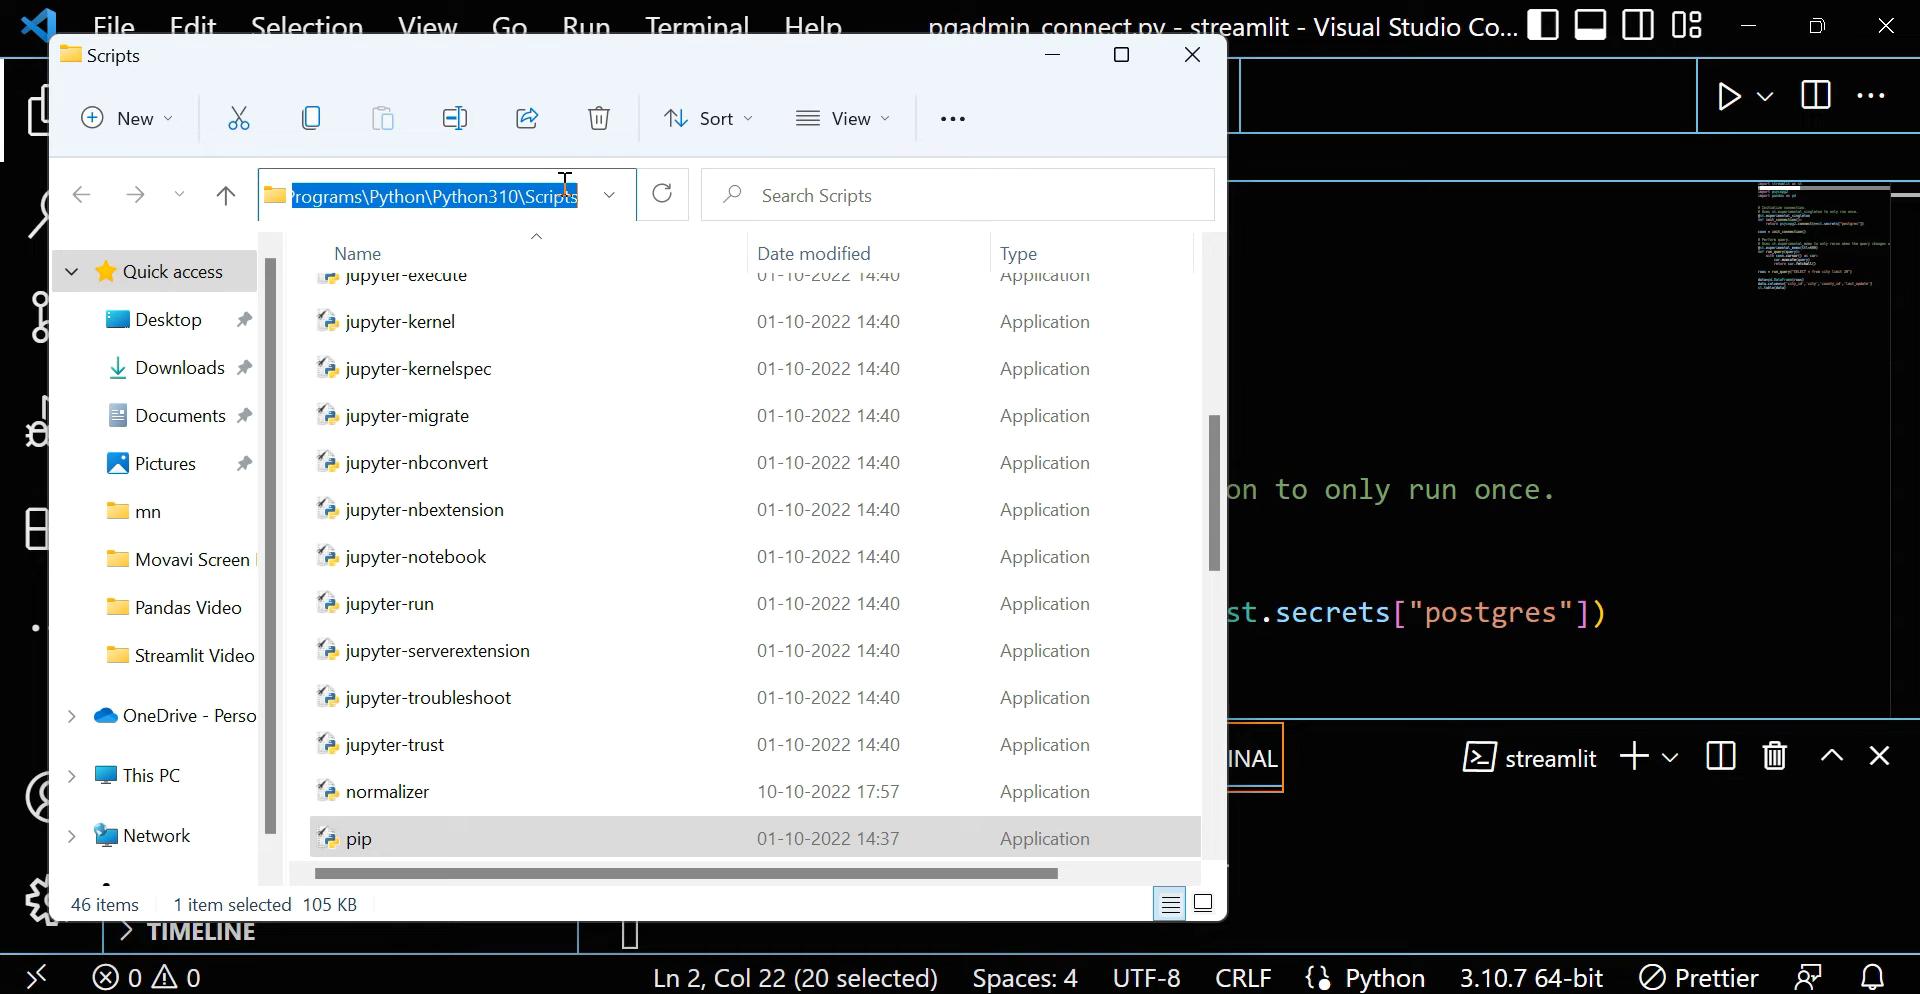 File Edit Selection View Go Run Terminal Help pgadmin_connect.py - streamlit - Visual Studio Co...
Scripts
New Sort View
Programs\Python\Python310\Scripts Search Scripts
Name Date modified Type
Quick access
Desktop
Downloads
Documents
Pictures
mn
Movavi Screen
Pandas Video
Streamlit Video
OneDrive - Perso
This PC
Network
jupyter-execute 01-10-2022 14:40 Application
jupyter-kernel 01-10-2022 14:40 Application
jupyter-kernelspec 01-10-2022 14:40 Application
jupyter-migrate 01-10-2022 14:40 Application
jupyter-nbconvert 01-10-2022 14:40 Application
jupyter-nbextension 01-10-2022 14:40 Application
jupyter-notebook 01-10-2022 14:40 Application
jupyter-run 01-10-2022 14:40 Application
jupyter-serverextension 01-10-2022 14:40 Application
jupyter-troubleshoot 01-10-2022 14:40 Application
jupyter-trust 01-10-2022 14:40 Application
normalizer 10-10-2022 17:57 Application
pip 01-10-2022 14:37 Application
46 items 1 item selected 105 KB
on to only run once.
st.secrets["postgres"])
INAL streamlit
TIMELINE
0 0 Ln 2, Col 22 (20 selected) Spaces: 4 UTF-8 CRLF Python 3.10.7 64-bit Prettier